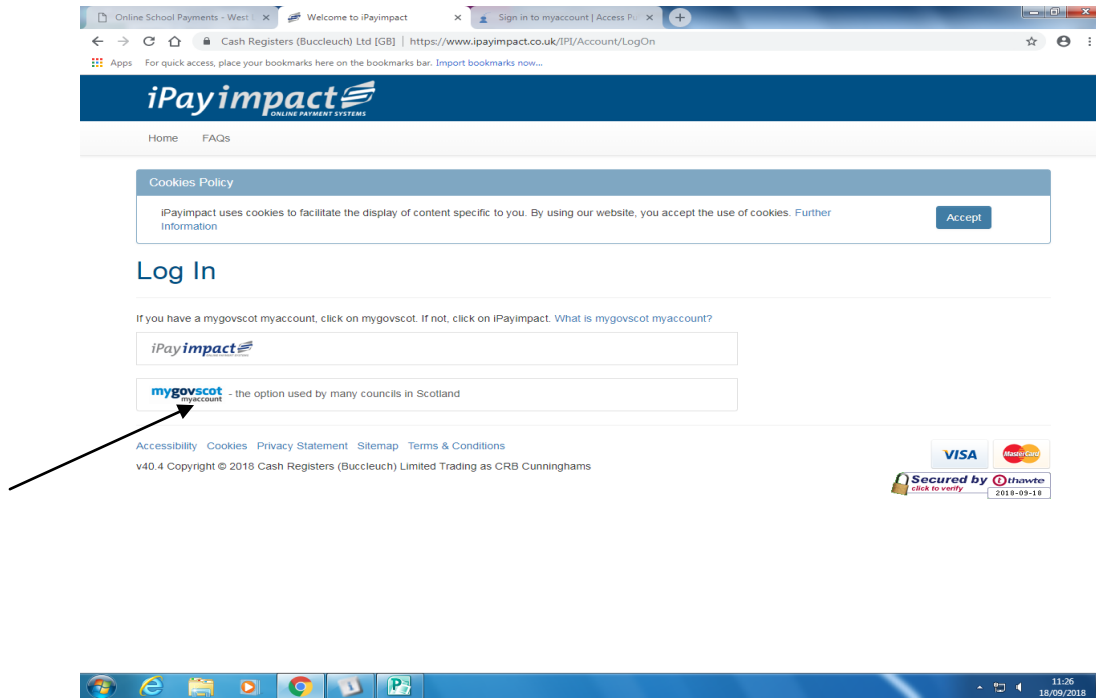 Online School Payments - West
Welcome to iPayimpact
Sign in to myaccount | Access Pu
Cash Registers (Buccleuch) Ltd [GB] | https://www.ipayimpact.co.uk/IPI/Account/LogOn
Apps For quick access, place your bookmarks here on the bookmarks bar. Import bookmarks now...
iPayimpact
ONLINE PAYMENT SYSTEMS
Home FAQs
Cookies Policy
iPayimpact uses cookies to facilitate the display of content specific to you. By using our website, you accept the use of cookies. Further
Information
Accept
Log In
If you have a mygovscot myaccount, click on mygovscot. If not, click on iPayimpact. What is mygovscot myaccount?
iPayimpact
mygovscot
myaccount
- the option used by many councils in Scotland
Accessibility Cookies Privacy Statement Sitemap Terms & Conditions
v40.4 Copyright © 2018 Cash Registers (Buccleuch) Limited Trading as CRB Cunninghams
VISA
MasterCard
Secured by thawte
click to verify
2018-09-18
11:26
18/09/2018